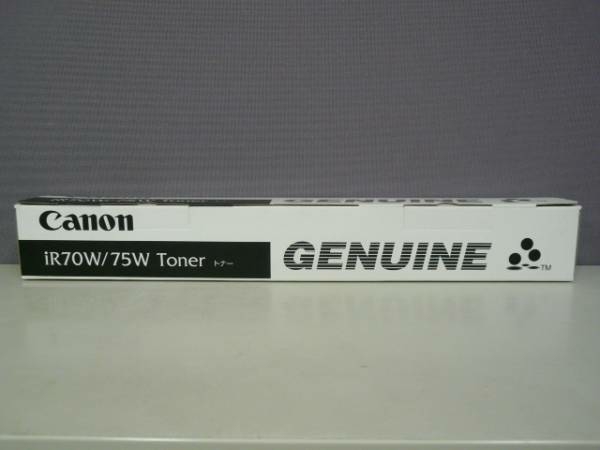 Canon
iR70W/75W Toner トナー
GENUINE
TM